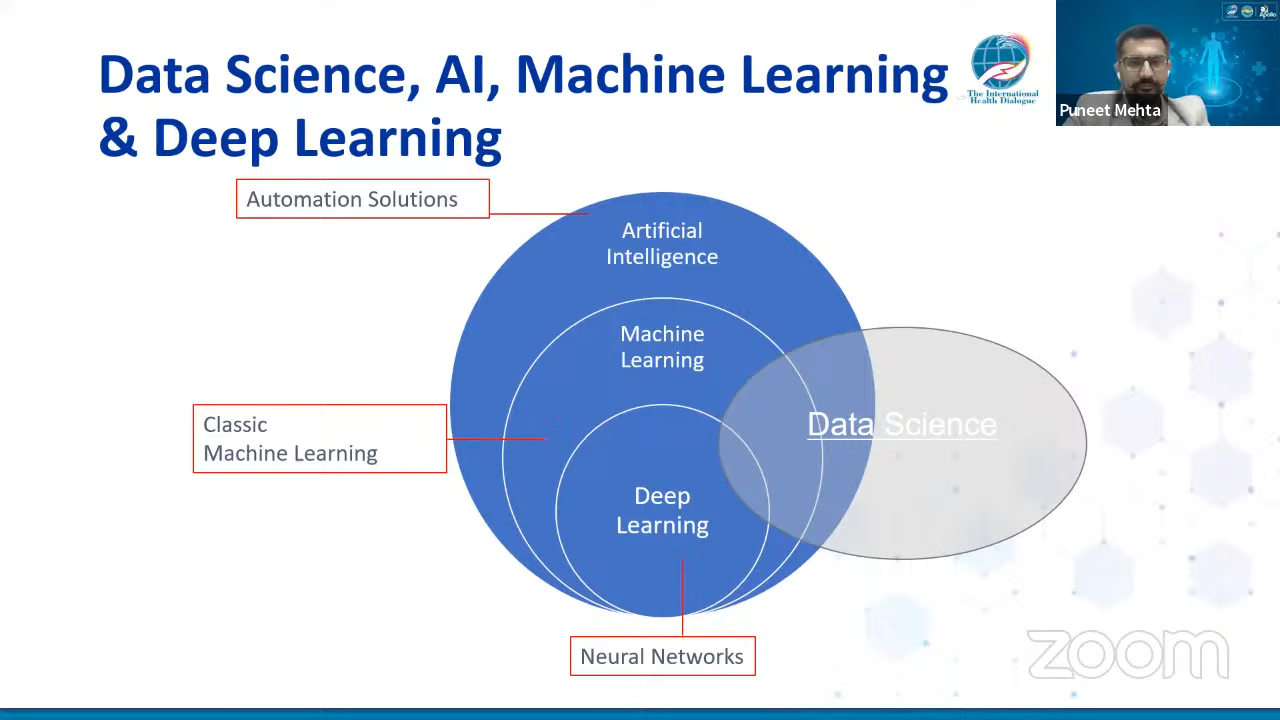 Data Science, AI, Machine Learning
& Deep Learning
The International
Health Dialogue
Apollo
Puneet Mehta
Automation Solutions
Artificial
Intelligence
Machine
Learning
Classic
Machine Learning
Data Science
Deep
Learning
Neural Networks
zoom